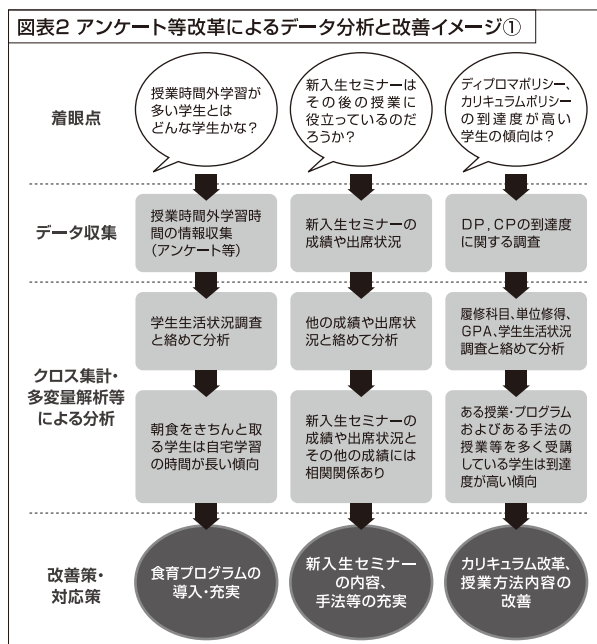 図表2 アンケート等改革によるデータ分析と改善イメージ①
着眼点
授業時間外学習が
多い学生とは
どんな学生かな？
新入生セミナーは
その後の授業に
役立っているのだ
ろうか？
ディプロマポリシー、
カリキュラムポリシー
の到達度が高い
学生の傾向は？
データ収集
授業時間外学習時
間の情報収集
（アンケート等）
新入生セミナーの
成績や出席状況
DP，CPの到達度
に関する調査
クロス集計・
多変量解析等
による分析
学生生活状況調査
と絡めて分析
他の成績や出席状
況と絡めて分析
履修科目、単位修得、
GPA、学生生活状況
調査と絡めて分析
朝食をきちんと取
る学生は自宅学習
の時間が長い傾向
新入生セミナーの
成績や出席状況と
その他の成績には
相関関係あり
ある授業・プログラム
およびある手法の
授業等を多く受講
している学生は到達
度が高い傾向
改善策・
対応策
食育プログラムの
導入・充実
新入生セミナー
の内容、
手法等の充実
カリキュラム改革、
授業方法内容の
改善